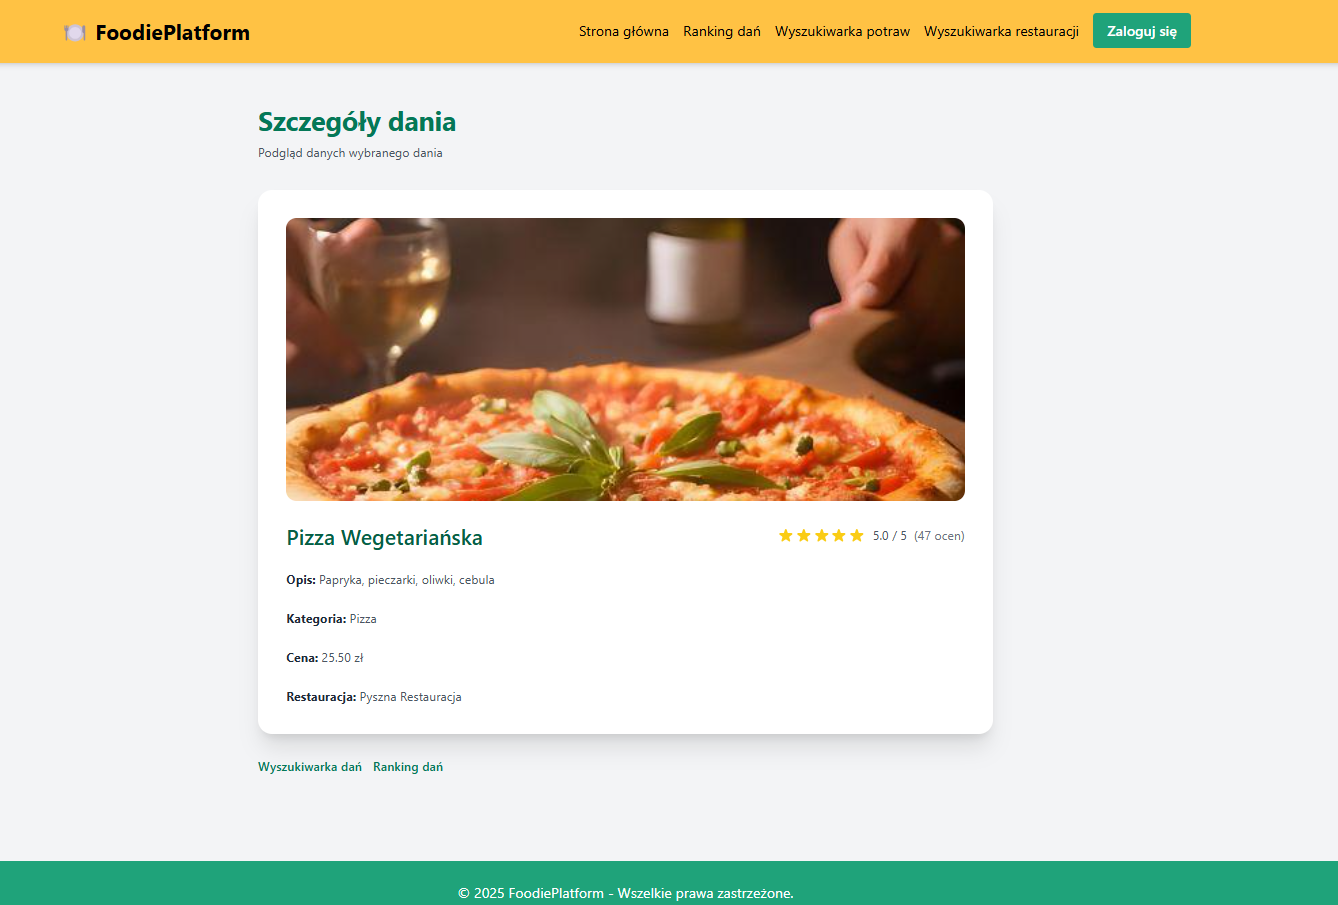 FoodiePlatform
Strona główna Ranking dań Wyszukiwarka potraw Wyszukiwarka restauracji Zaloguj się
Szczegóły dania
Podgląd danych wybranego dania
Pizza Wegetariańska
5.0 / 5 (47 ocen)
Opis: Papryka, pieczarki, oliwki, cebula
Kategoria: Pizza
Cena: 25.50 zł
Restauracja: Pyszna Restauracja
Wyszukiwarka dań Ranking dań
© 2025 FoodiePlatform - Wszelkie prawa zastrzeżone.